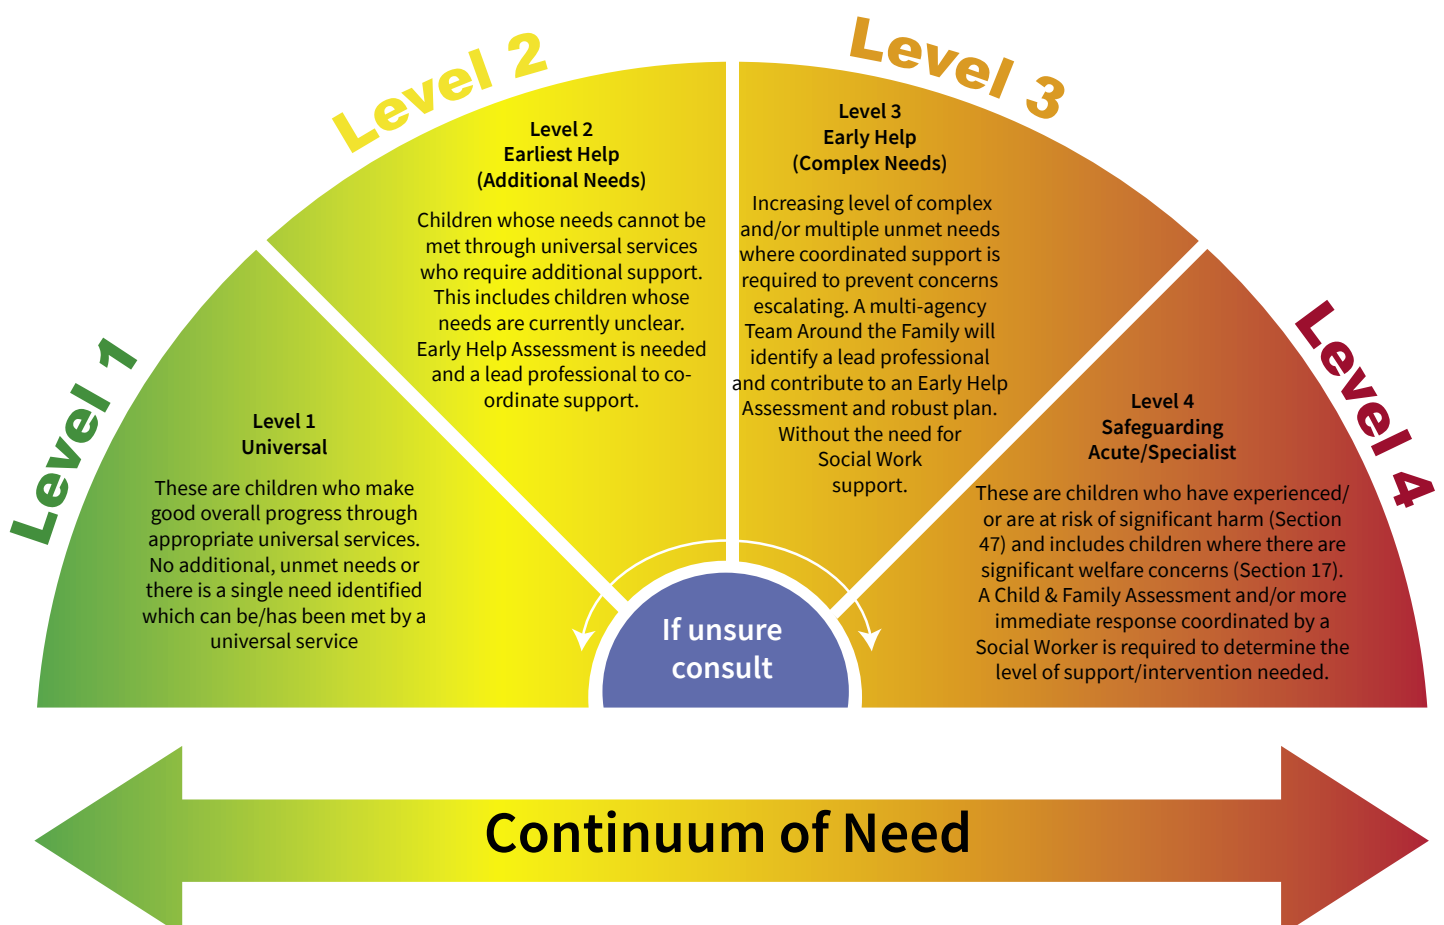 Level 1
Level 1
Universal
These are children who make
good overall progress through
appropriate universal services.
No additional, unmet needs or
there is a single need identified
which can be/has been met by a
universal service
Level 2
Level 2
Earliest Help
(Additional Needs)
Children whose needs cannot be
met through universal services
who require additional support.
This includes children whose
needs are currently unclear.
Early Help Assessment is needed
and a lead professional to co-
ordinate support.
Level 3
Level 3
Early Help
(Complex Needs)
Increasing level of complex
and/or multiple unmet needs
where coordinated support is
required to prevent concerns
escalating. A multi-agency
Team Around the Family will
identify a lead professional
and contribute to an Early Help
Assessment and robust plan.
Without the need for
Social Work
support.
Level 4
Level 4
Safeguarding
Acute/Specialist
These are children who have experienced/
or are at risk of significant harm (Section
47) and includes children where there are
significant welfare concerns (Section 17).
A Child & Family Assessment and/or more
immediate response coordinated by a
Social Worker is required to determine the
level of support/intervention needed.
If unsure
consult
Continuum of Need